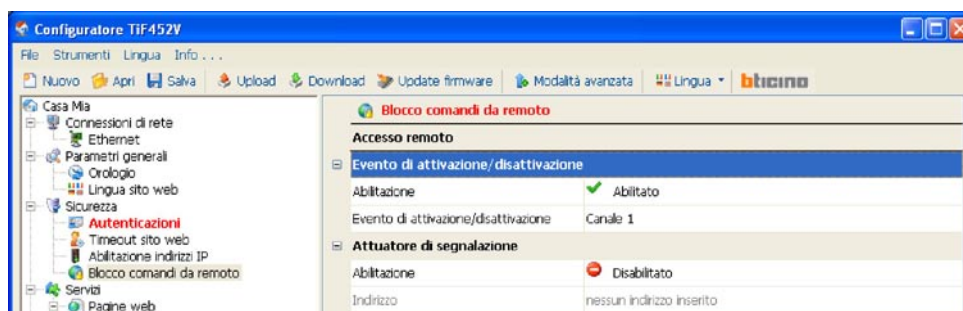 Configuratore TiF452V
File Strumenti Lingua Info ...
Nuovo Apri Salva Upload Download Update firmware Modalità avanzata Lingua bticino
Casa Mia
Connessioni di rete
Ethernet
Parametri generali
Orologio
Lingua sito web
Sicurezza
Autenticazioni
Timeout sito web
Abilitazione indirizzi IP
Blocco comandi da remoto
Servizi
Pagine web
Blocco comandi da remoto
Accesso remoto
Evento di attivazione/disattivazione
Abilitazione Abilitato
Evento di attivazione/disattivazione Canale 1
Attuatore di segnalazione
Abilitazione Disabilitato
Indirizzo nessun indirizzo inserito